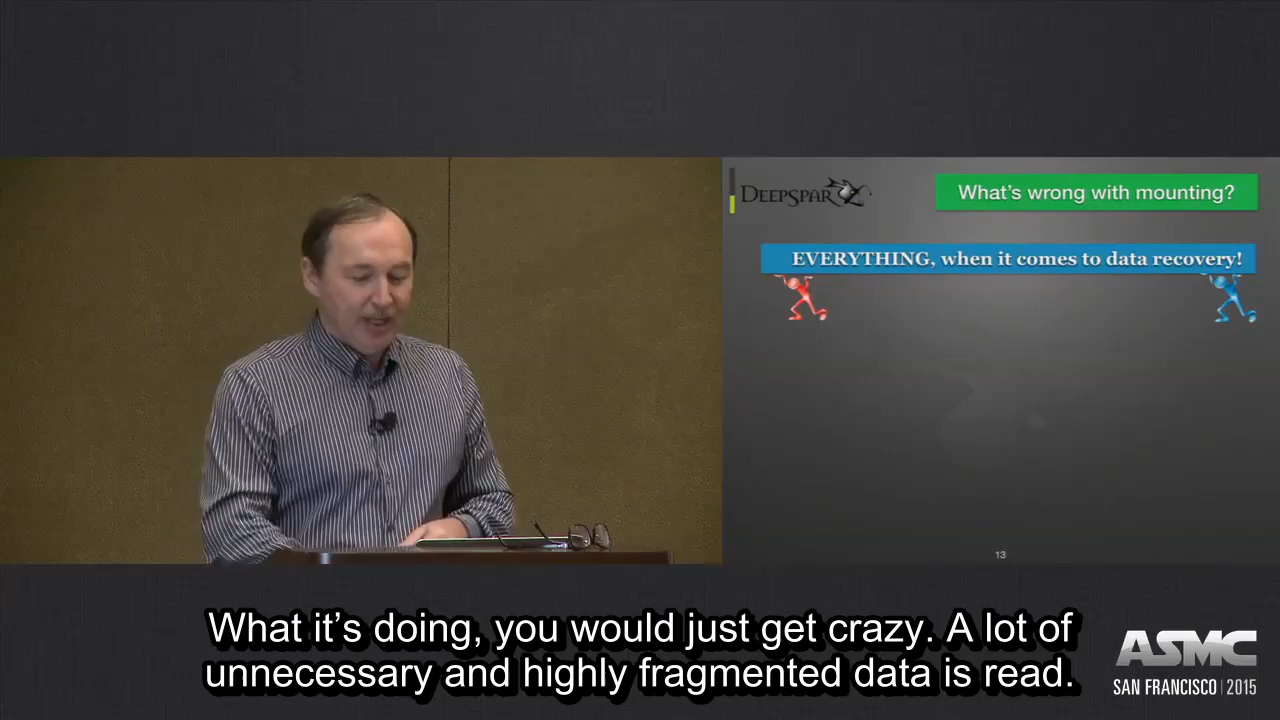 DEEPSPAR
What's wrong with mounting?
EVERYTHING, when it comes to data recovery!
13
What it's doing, you would just get crazy. A lot of
unnecessary and highly fragmented data is read.
ASMC
SAN FRANCISCO | 2015